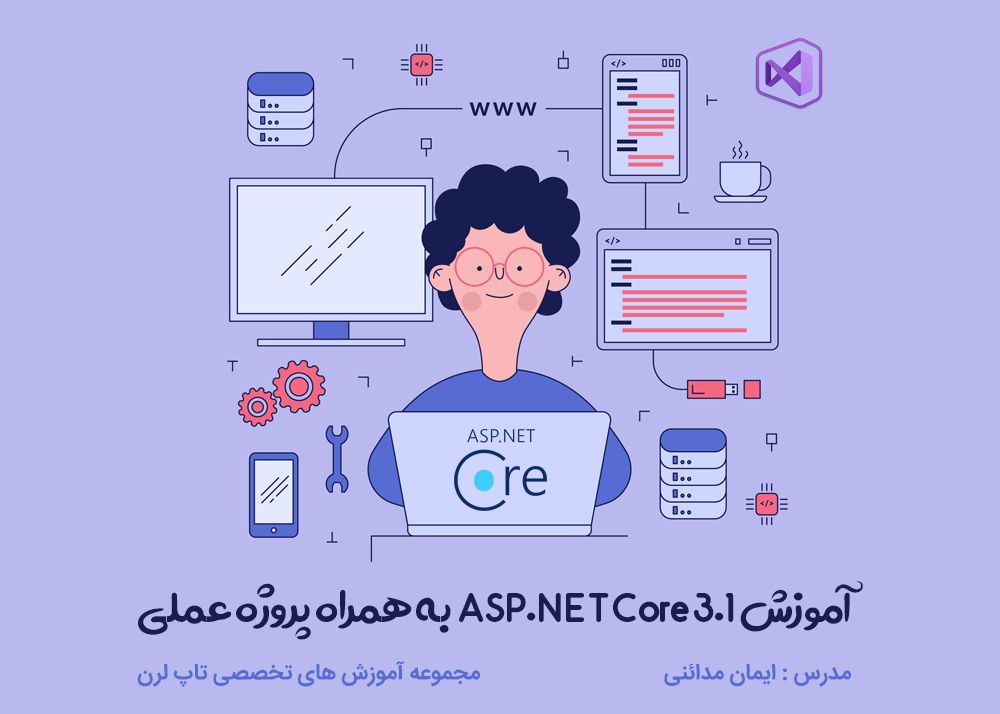 </>
</>
WWW
</>
ASP.NET
Core
</>
آموزش ASP.NET Core 3.1 به همراه پروژه عملی
مدرس : ایمان مدائنی
مجموعه آموزش های تخصصی تاپ لرن